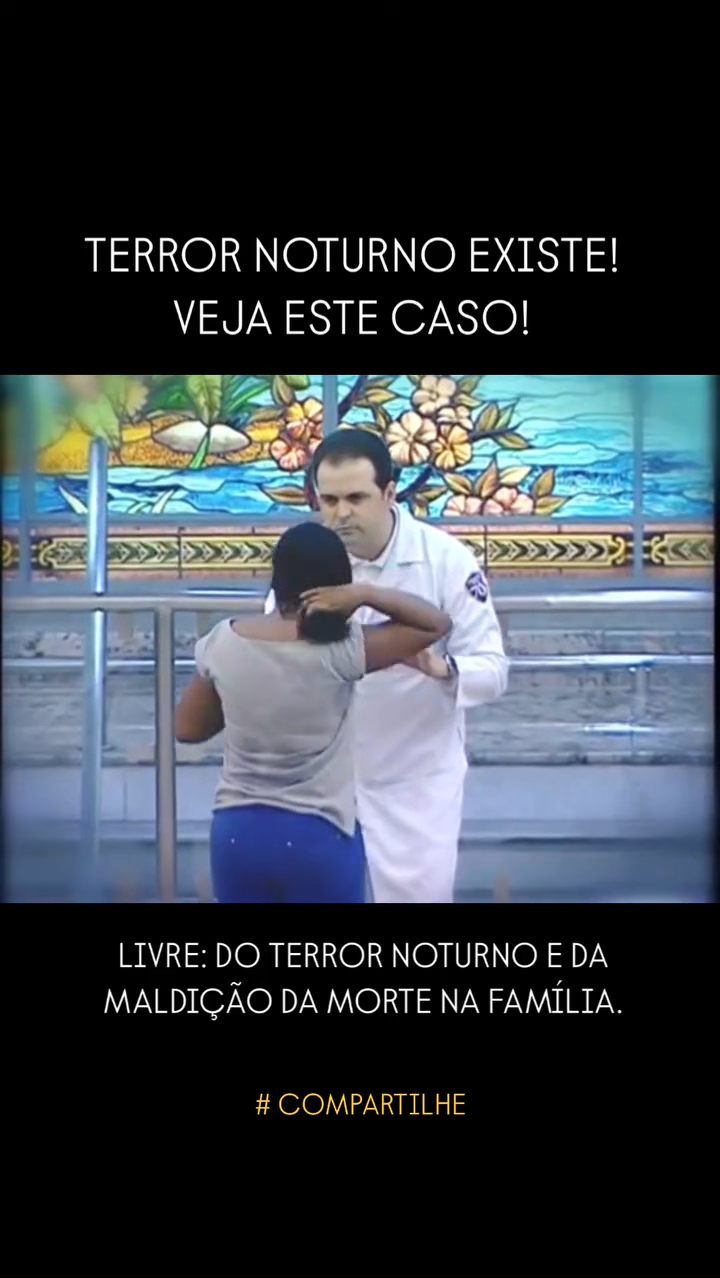 TERROR NOTURNO EXISTE!
VEJA ESTE CASO!
LIVRE: DO TERROR NOTURNO E DA
MALDIÇÃO DA MORTE NA FAMÍLIA.
# COMPARTILHE